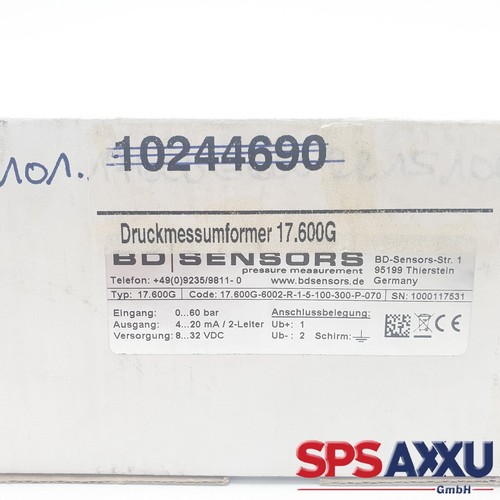 10244690
101.
Druckmessumformer 17.600G
BD|SENSORS
pressure measurement
BD-Sensors-Str. 1
95199 Thierstein
Germany
Telefon: +49(0)9235/9811- 0
www.bdsensors.de
Typ: 17.600G
Code: 17.600G-6002-R-1-5-100-300-P-070
SN: 1000117531
Eingang: 0...60 bar
Ausgang: 4...20 mA / 2-Leiter
Versorgung: 8...32 VDC
Anschlussbelegung:
Ub+: 1
Ub-: 2 Schirm:
CE
SPSAXXU
GmbH